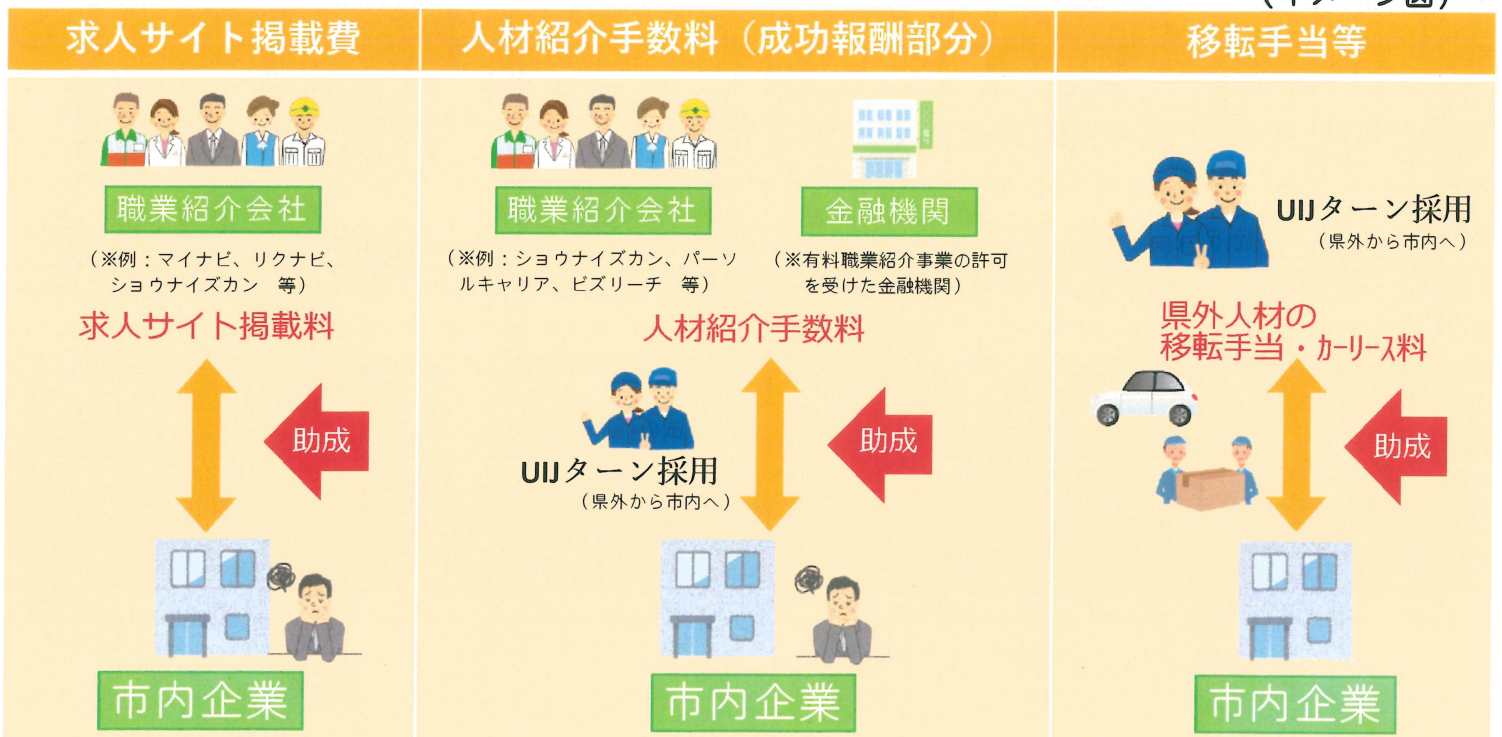 求人サイト掲載費
職業紹介会社
（※例：マイナビ、リクナビ、
ショウナイズカン　等）
求人サイト掲載料
助成
市内企業
人材紹介手数料（成功報酬部分）
職業紹介会社
（※例：ショウナイズカン、パーソ
ルキャリア、ビズリーチ　等）
金融機関
（※有料職業紹介事業の許可
を受けた金融機関）
人材紹介手数料
UIJターン採用
（県外から市内へ）
助成
市内企業
移転手当等
UIJターン採用
（県外から市内へ）
県外人材の
移転手当・カーリース料
助成
市内企業